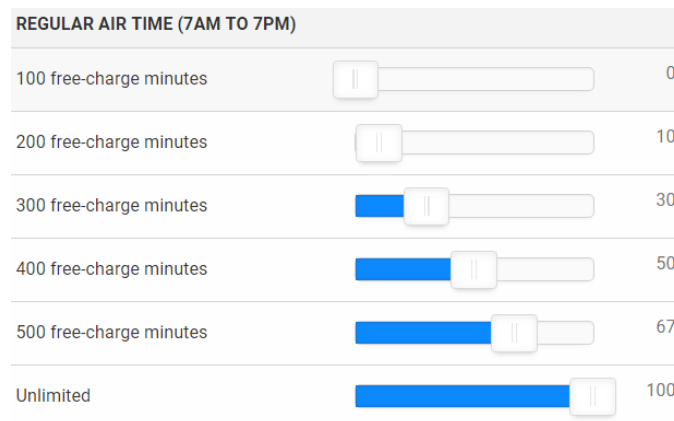 REGULAR AIR TIME (7AM TO 7PM)
100 free-charge minutes 0
200 free-charge minutes 10
300 free-charge minutes 30
400 free-charge minutes 50
500 free-charge minutes 67
Unlimited 100